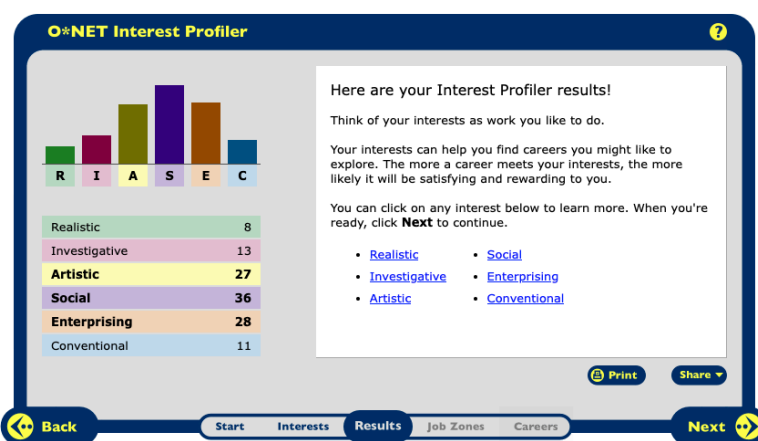 O*NET Interest Profiler
?
R I A S E C
Realistic 8
Investigative 13
Artistic 27
Social 36
Enterprising 28
Conventional 11
Here are your Interest Profiler results!
Think of your interests as work you like to do.
Your interests can help you find careers you might like to
explore. The more a career meets your interests, the more
likely it will be satisfying and rewarding to you.
You can click on any interest below to learn more. When you're
ready, click Next to continue.
• Realistic • Social
• Investigative • Enterprising
• Artistic • Conventional
Print Share
Back Start Interests Results Job Zones Careers Next